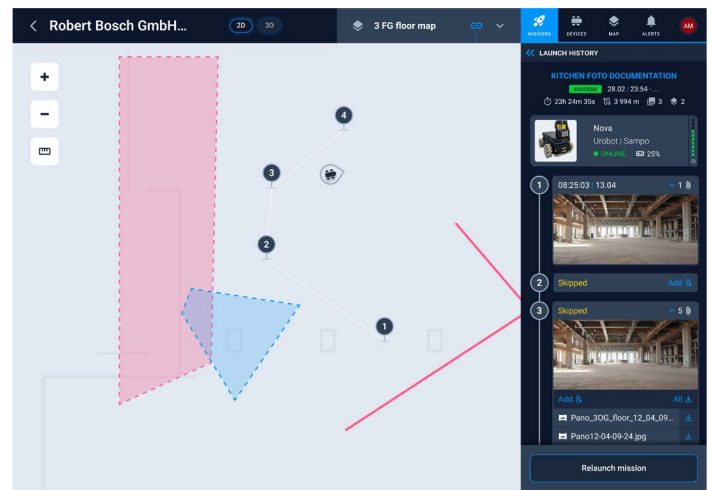 Robert Bosch GmbH...
2D
3D
3 FG floor map
MISSIONS
DEVICES
MAP
ALERTS
AM
LAUNCH HISTORY
KITCHEN FOTO DOCUMENTATION
SUCCESS 28.02 | 23:54 - ...
23h 24m 35s 3 994 m 3 2
Nova
Urobot | Sampo
ONLINE 25%
73
1 08:25:03 | 13.04 1
2 Skipped Add
3 Skipped 5
Add All
Pano_3OG_floor_12_04_09...
Pano12-04-09-24.jpg
Relaunch mission
4
3
2
1